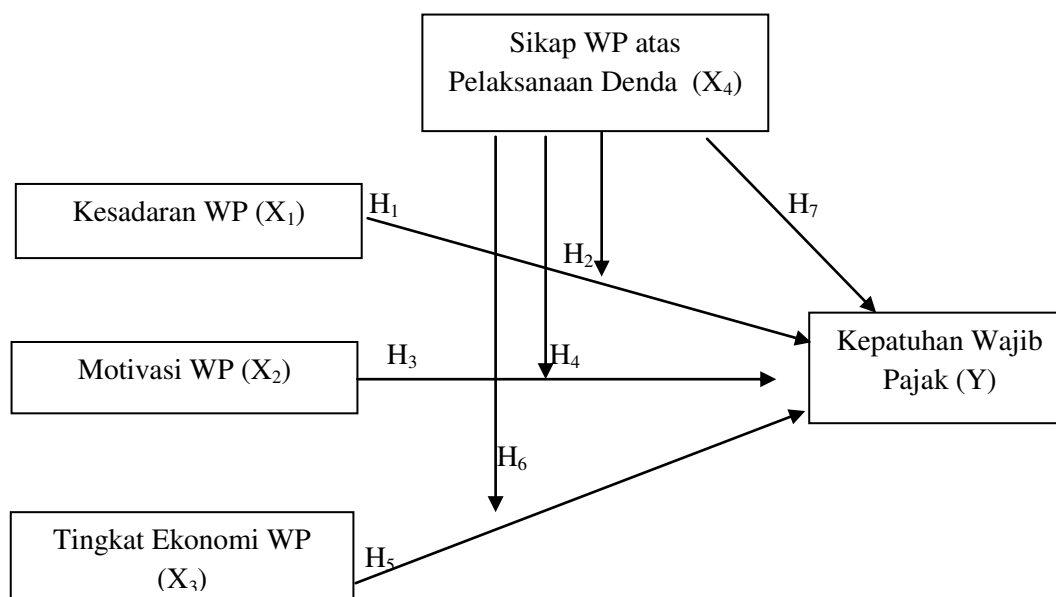 Sikap WP atas
Pelaksanaan Denda (X₄)
Kesadaran WP (X₁)
H₁
H₇
H₂
Kepatuhan Wajib
Pajak (Y)
Motivasi WP (X₂)
H₃
H₄
H₆
Tingkat Ekonomi WP
(X₃)
H₅